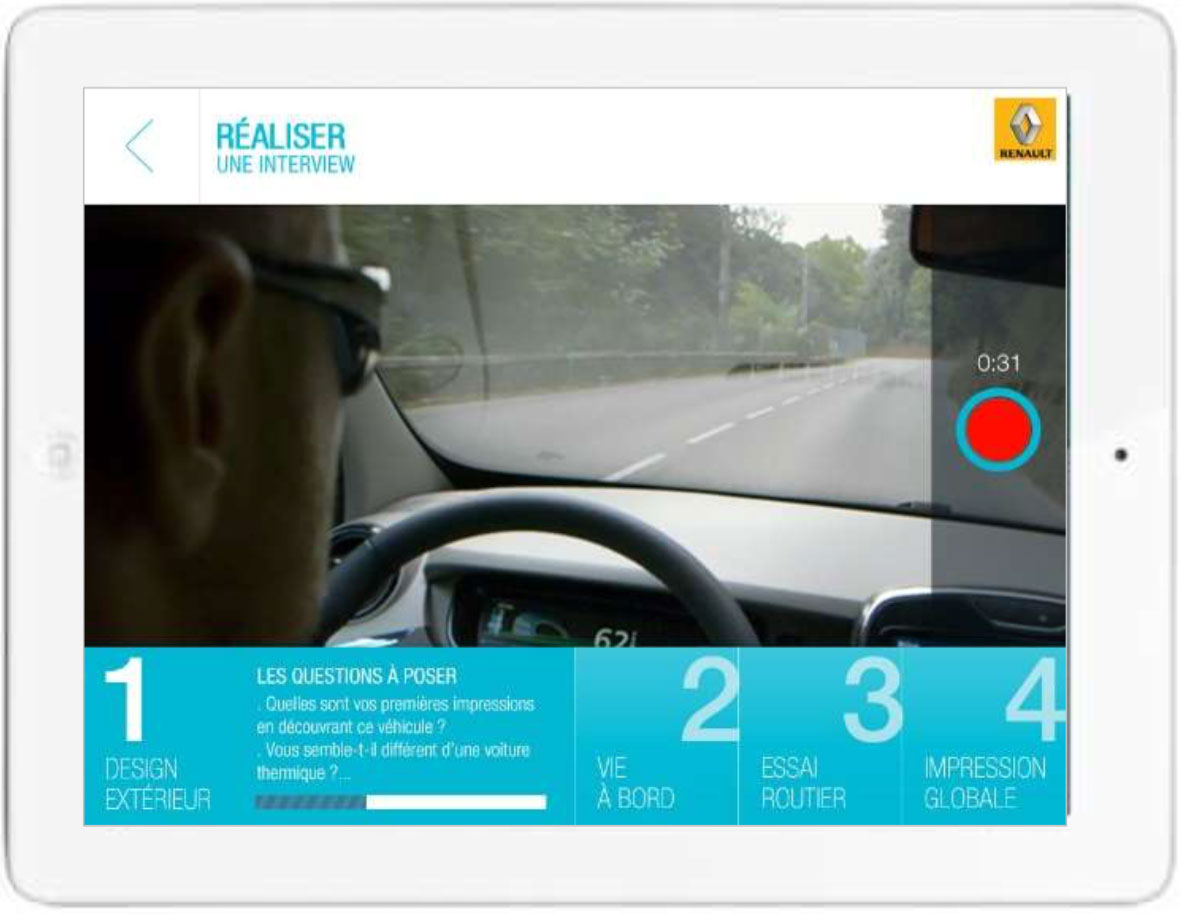 RÉALISER
UNE INTERVIEW
RENAULT
0:31
62
1
DESIGN
EXTÉRIEUR
LES QUESTIONS À POSER
. Quelles sont vos premières impressions
en découvrant ce véhicule ?
. Vous semble-t-il différent d'une voiture
thermique ?...
2
VIE
À BORD
3
ESSAI
ROUTIER
4
IMPRESSION
GLOBALE